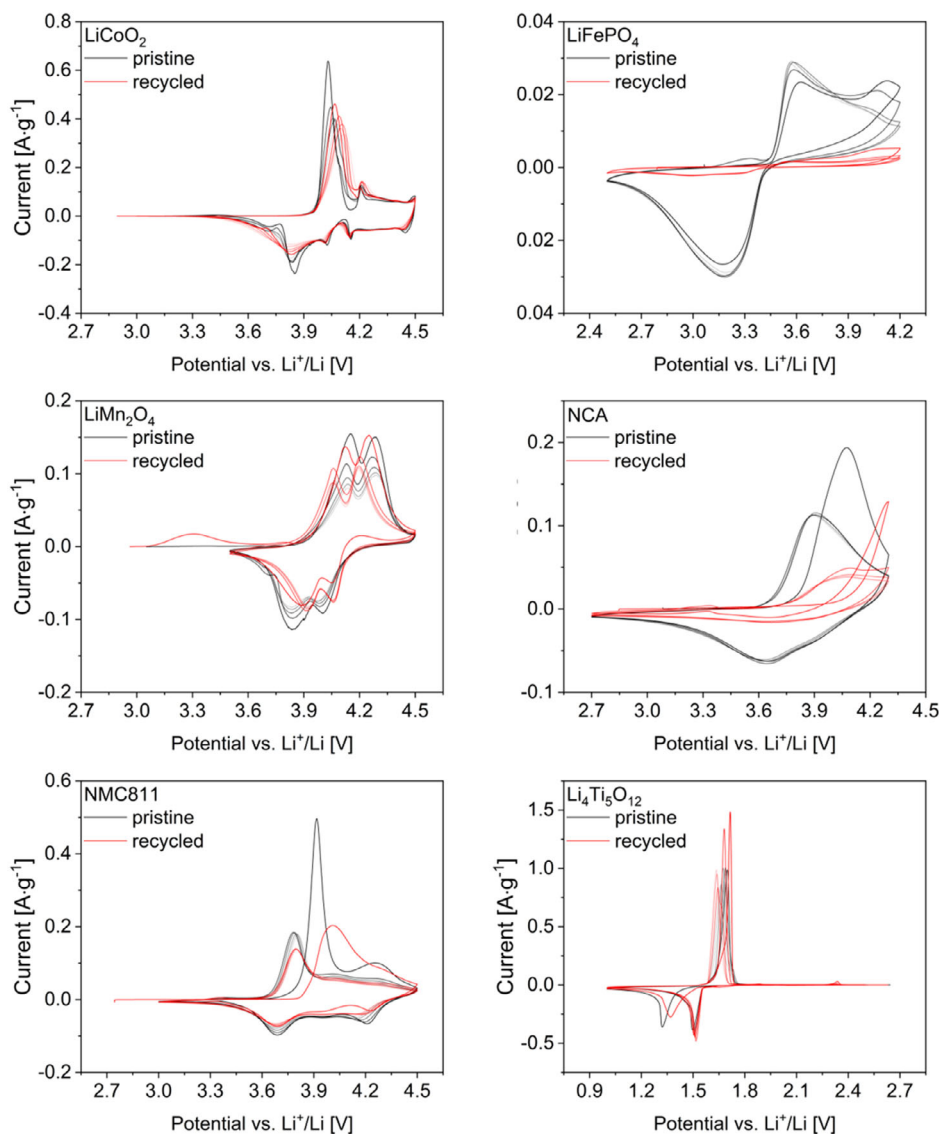 LiCoO₂
pristine
recycled
0.8
0.6
0.4
0.2
0.0
-0.2
-0.4
Current [A·g⁻¹]
2.7 3.0 3.3 3.6 3.9 4.2 4.5
Potential vs. Li⁺/Li [V]
LiFePO₄
pristine
recycled
0.04
0.02
0.00
0.02
0.04
Current [A·g⁻¹]
2.4 3.0 3.6 3.9 4.2
Potential vs. Li⁺/Li [V]
LiMn₂O₄
pristine
recycled
0.2
0.1
0.0
-0.1
-0.2
Current [A·g⁻¹]
2.7 3.0 3.3 3.6 3.9 4.2 4.5
Potential vs. Li⁺/Li [V]
NCA
pristine
recycled
0.2
0.1
0.0
-0.1
2.7 3.0 3.3 3.6 3.9 4.2 4.5
Potential vs. Li⁺/Li [V]
NMC811
pristine
recycled
0.6
0.4
0.2
0.0
-0.2
Current [A·g⁻¹]
2.7 3.0 3.3 3.6 3.9 4.2 4.5
Potential vs. Li⁺/Li [V]
Li₄Ti₅O₁₂
pristine
recycled
1.5
1.0
0.5
0.0
-0.5
Current [A·g⁻¹]
0.9 1.2 1.5 1.8 2.1 2.4 2.7
Potential vs. Li⁺/Li [V]